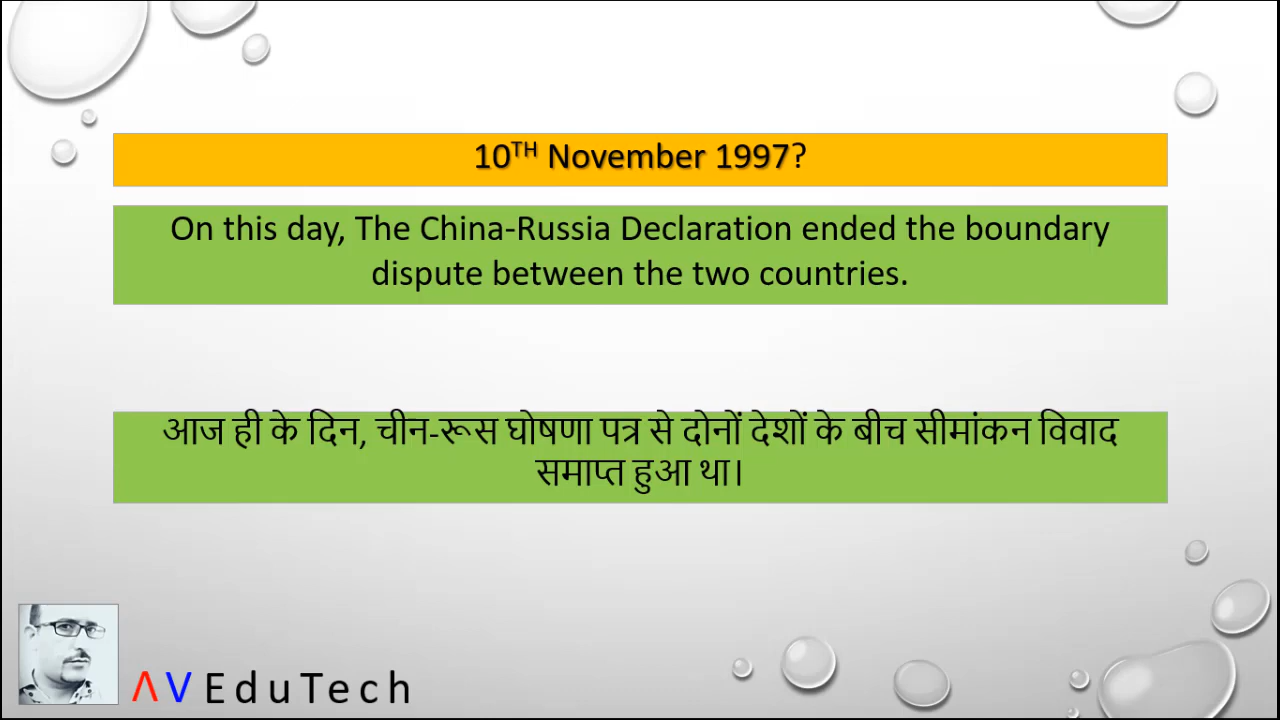 10TH November 1997?
On this day, The China-Russia Declaration ended the boundary
dispute between the two countries.
आज ही के दिन, चीन-रूस घोषणा पत्र से दोनों देशों के बीच सीमांकन विवाद
समाप्त हुआ था।
ΛV EduTech